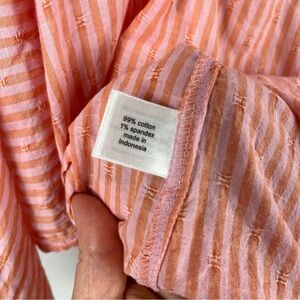 99% cotton
1% spandex
made in
indonesia